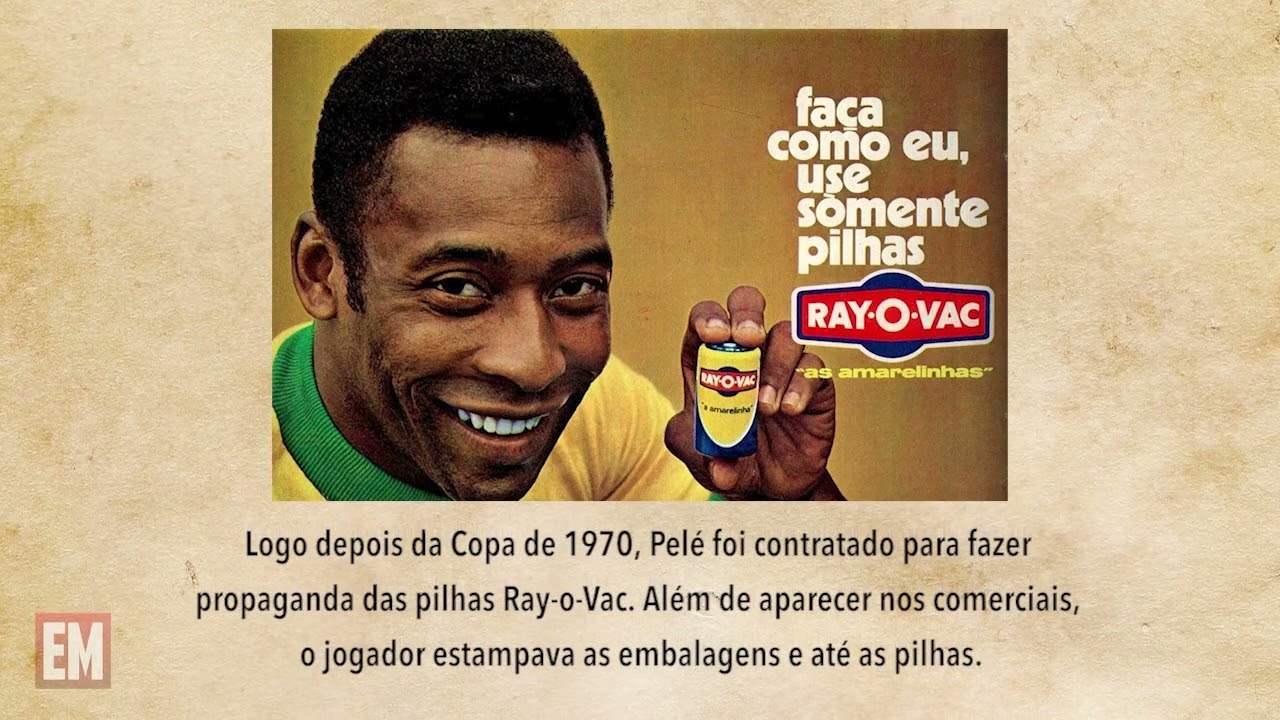 faça
como eu,
use
sòmente
pilhas
RAY-O-VAC
"as amarelinhas"
RAY-O-VAC
"a amarelinha"
Logo depois da Copa de 1970, Pelé foi contratado para fazer
propaganda das pilhas Ray-o-Vac. Além de aparecer nos comerciais,
o jogador estampava as embalagens e até as pilhas.
EM